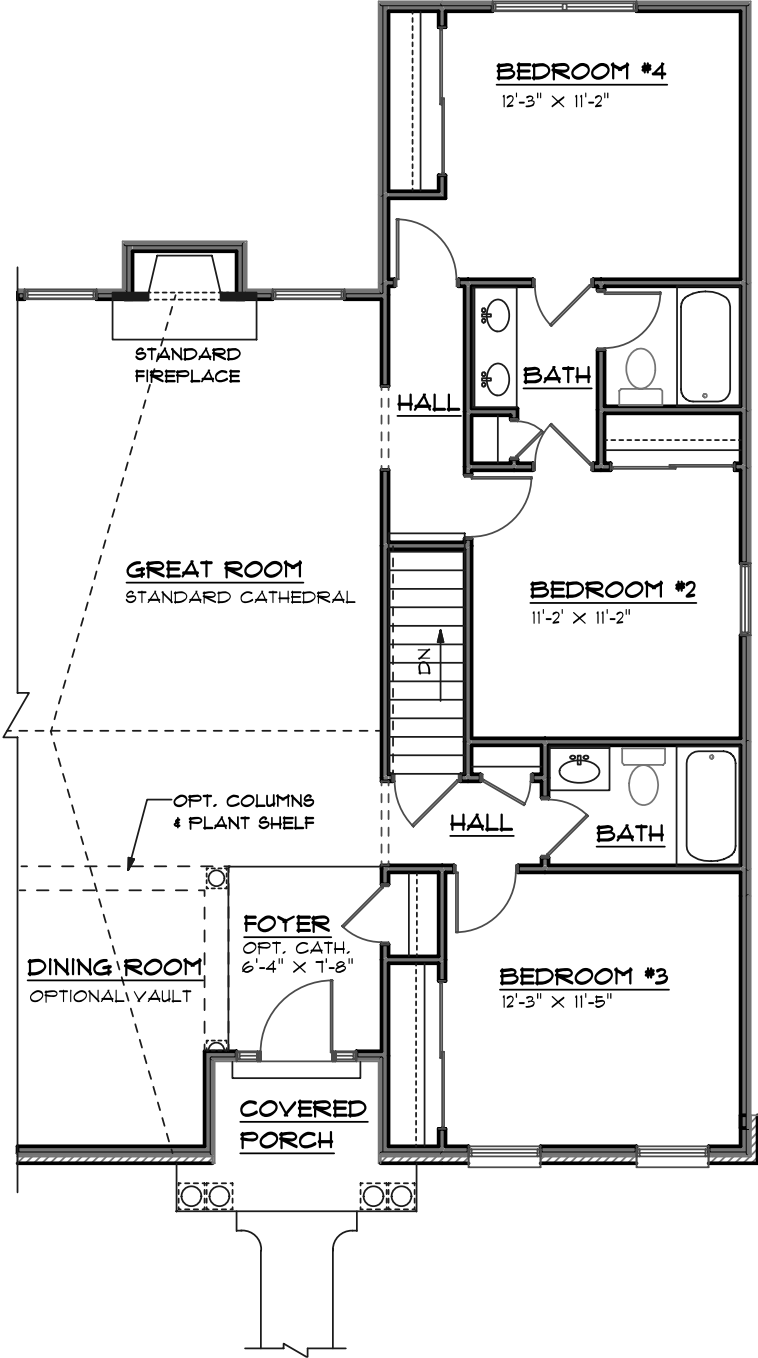 BEDROOM #4
12'-3" X 11'-2"
STANDARD
FIREPLACE
BATH
HALL
GREAT ROOM
STANDARD CATHEDRAL
BEDROOM #2
11'-2' X 11'-2"
DN
OPT. COLUMNS
& PLANT SHELF
HALL
BATH
FOYER
OPT. CATH.
6'-4" X 7'-8"
DINING ROOM
OPTIONAL VAULT
BEDROOM #3
12'-3" X 11'-5"
COVERED
PORCH